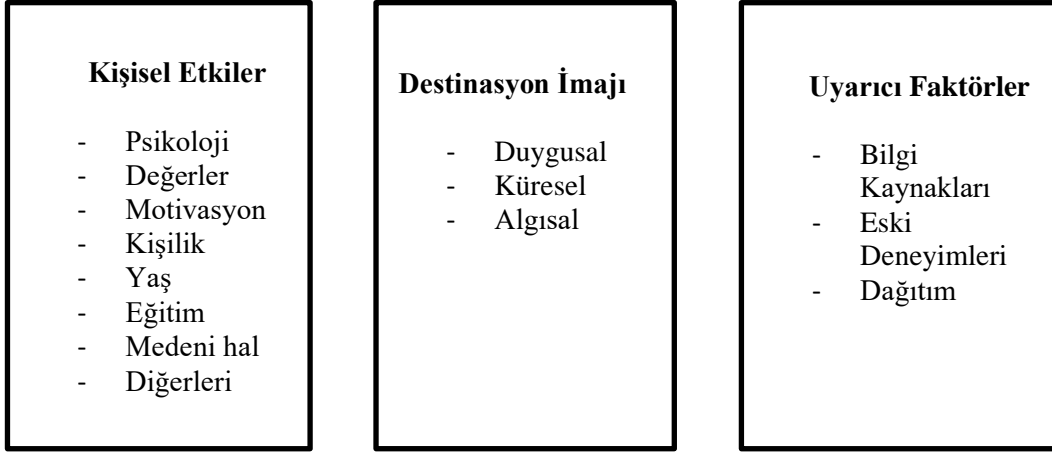 Kişisel Etkiler
- Psikoloji
- Değerler
- Motivasyon
- Kişilik
- Yaş
- Eğitim
- Medeni hal
- Diğerleri
Destinasyon İmajı
- Duygusal
- Küresel
- Algısal
Uyarıcı Faktörler
- Bilgi
Kaynakları
- Eski
Deneyimleri
- Dağıtım